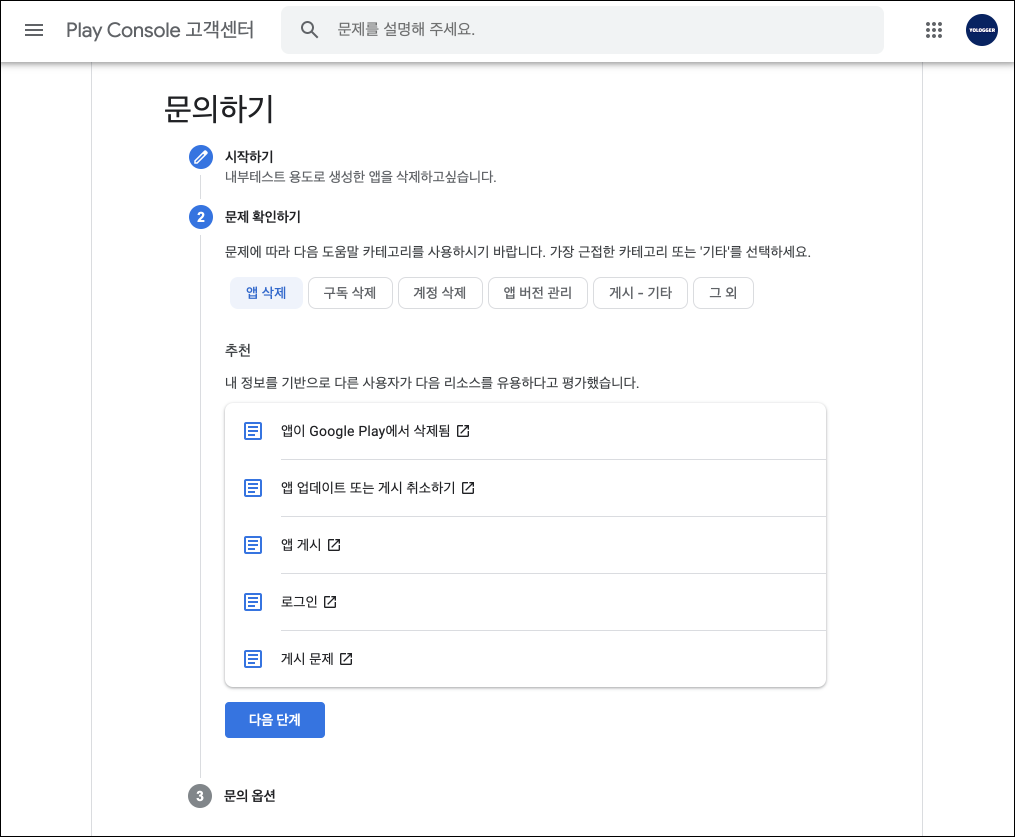 Play Console 고객센터
문제를 설명해 주세요.
YOLOGGER
문의하기
시작하기
내부테스트 용도로 생성한 앱을 삭제하고싶습니다.
2 문제 확인하기
문제에 따라 다음 도움말 카테고리를 사용하시기 바랍니다. 가장 근접한 카테고리 또는 '기타'를 선택하세요.
앱 삭제 구독 삭제 계정 삭제 앱 버전 관리 게시 - 기타 그 외
추천
내 정보를 기반으로 다른 사용자가 다음 리소스를 유용하다고 평가했습니다.
앱이 Google Play에서 삭제됨
앱 업데이트 또는 게시 취소하기
앱 게시
로그인
게시 문제
다음 단계
3 문의 옵션